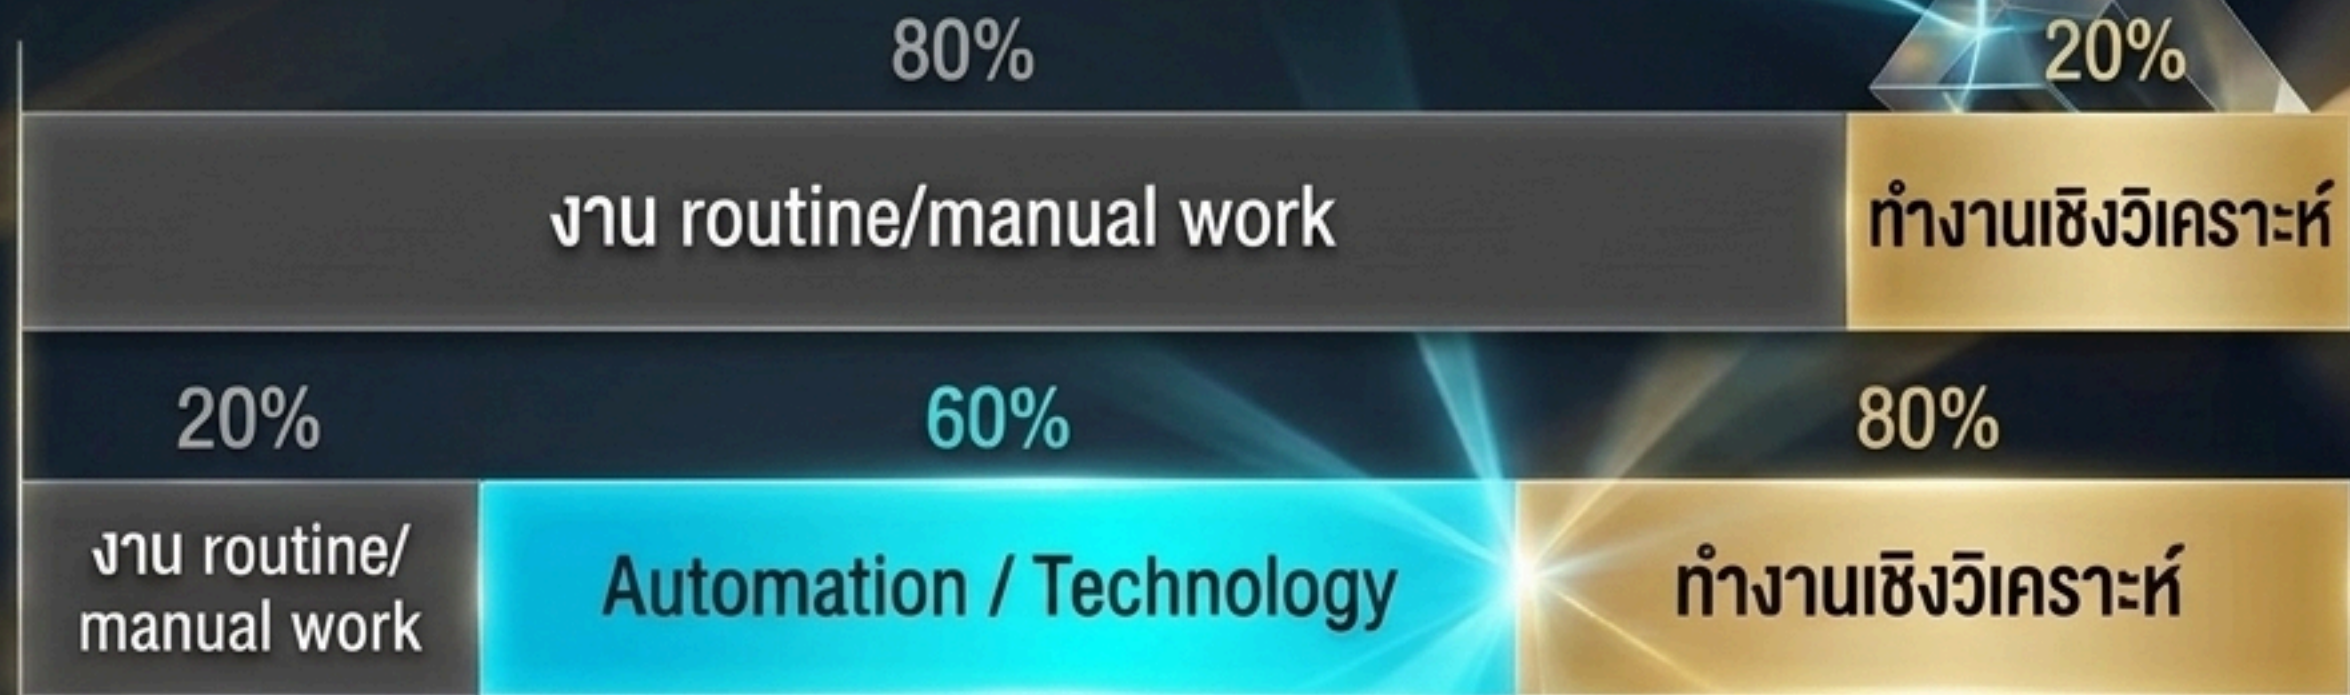 80%
20%
งาน routine/manual work
ทำงานเชิงวิเคราะห์
20%
60%
80%
งาน routine/
manual work
Automation / Technology
ทำงานเชิงวิเคราะห์